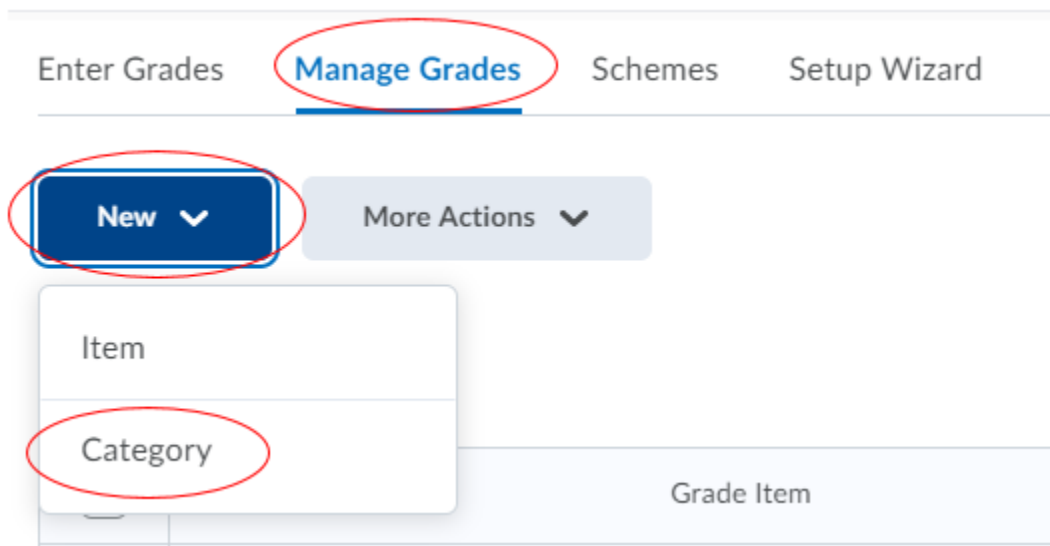 Enter Grades Manage Grades Schemes Setup Wizard
New More Actions
Item
Category
Grade Item